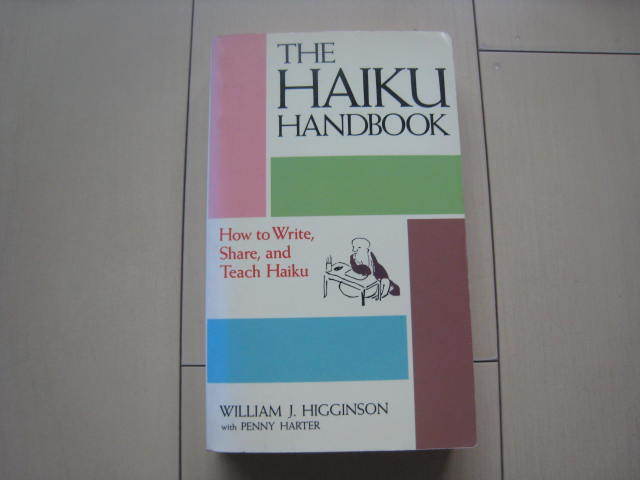 THE
HAIKU
HANDBOOK
How to Write,
Share, and
Teach Haiku
WILLIAM J. HIGGINSON
with PENNY HARTER